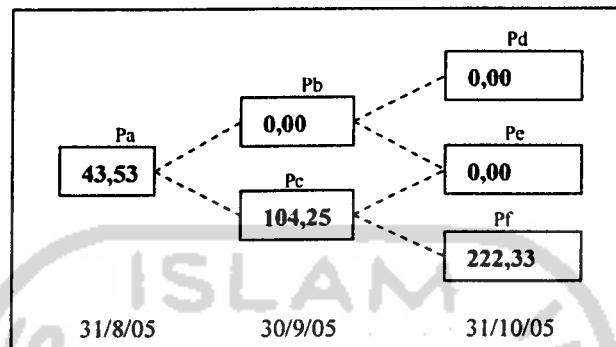 Pd
0,00
Pb
0,00
Pa
43,53
Pe
0,00
Pc
104,25
Pf
222,33
ISLAM
31/8/05 30/9/05 31/10/05